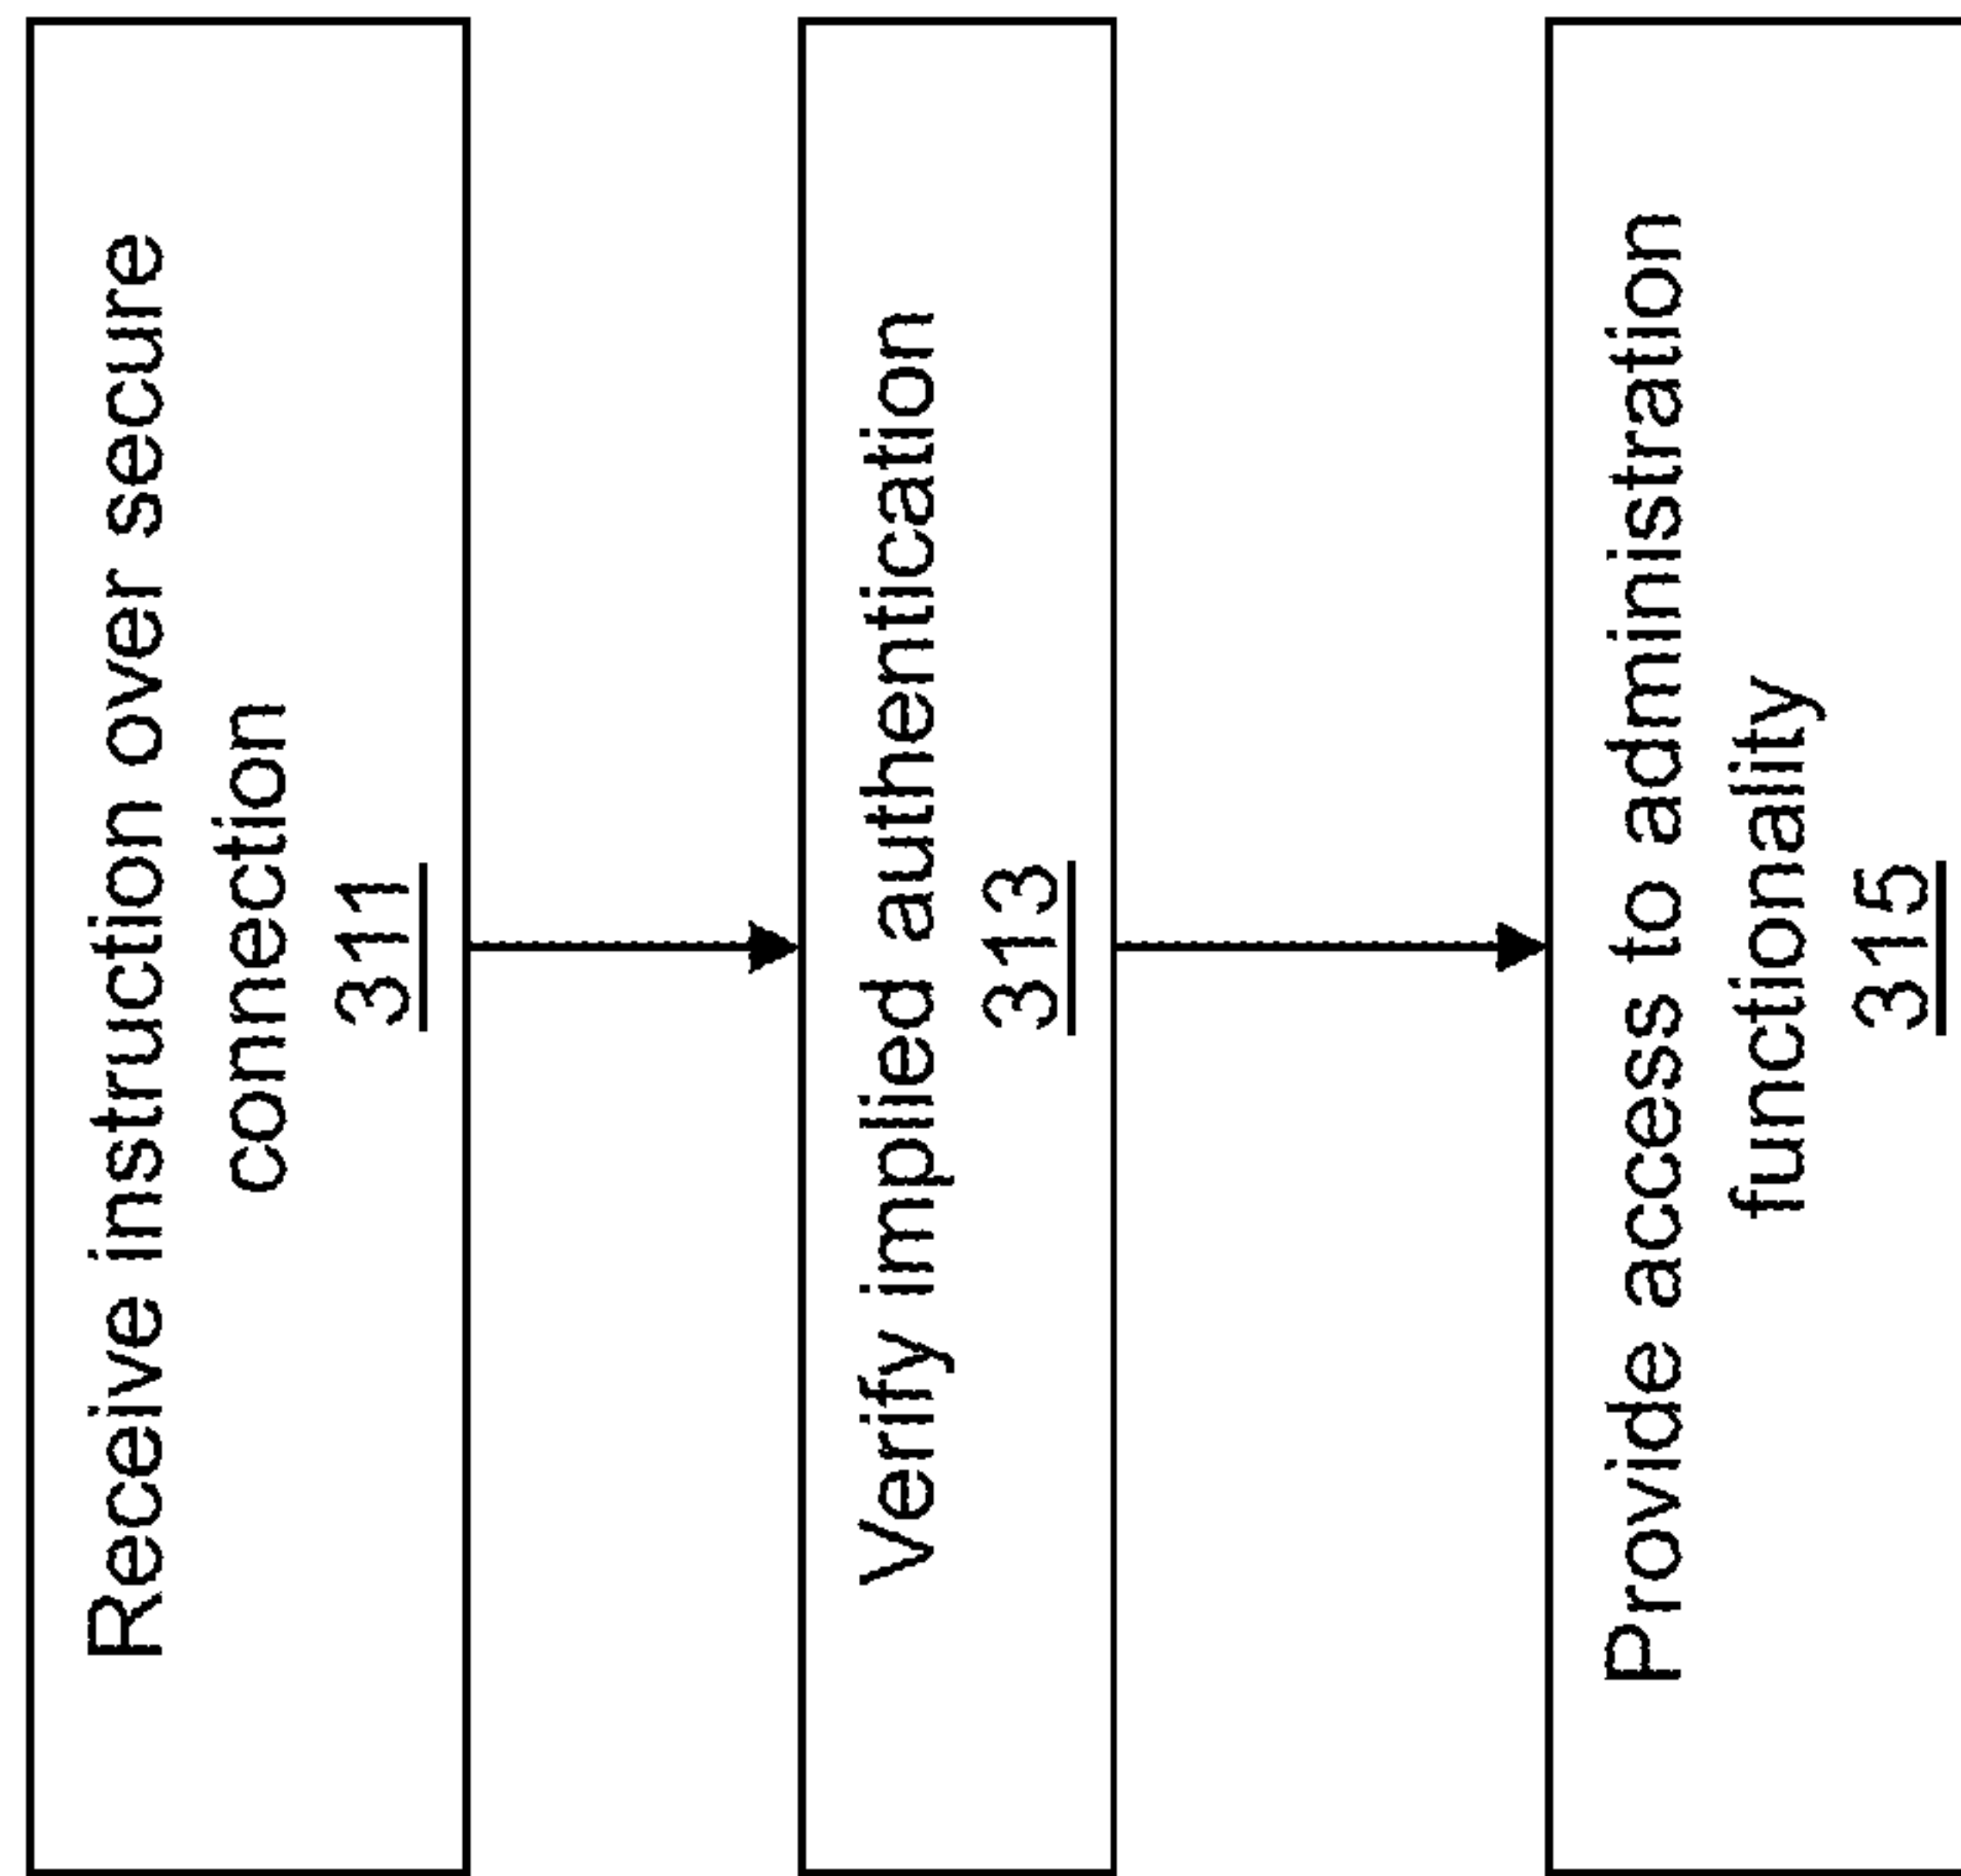 Receive instruction over secure
connection
311
Verify implied authentication
313
Provide access to administration
functionality
315